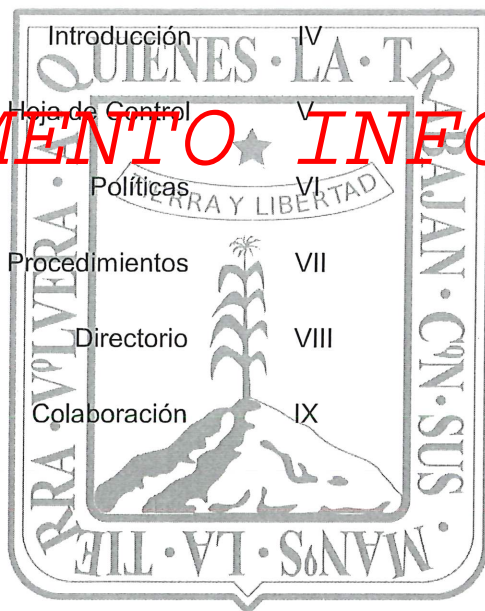 Introducción IV
Hoja de Control V
MENTO INFO
Políticas VI
Procedimientos VII
Directorio VIII
Colaboración IX
TIERRA Y LIBERTAD
LA · TIERRA · VºLVERA · A
QUIENES · LA · TRABAJAN · CºN · SUS · MANºS ·